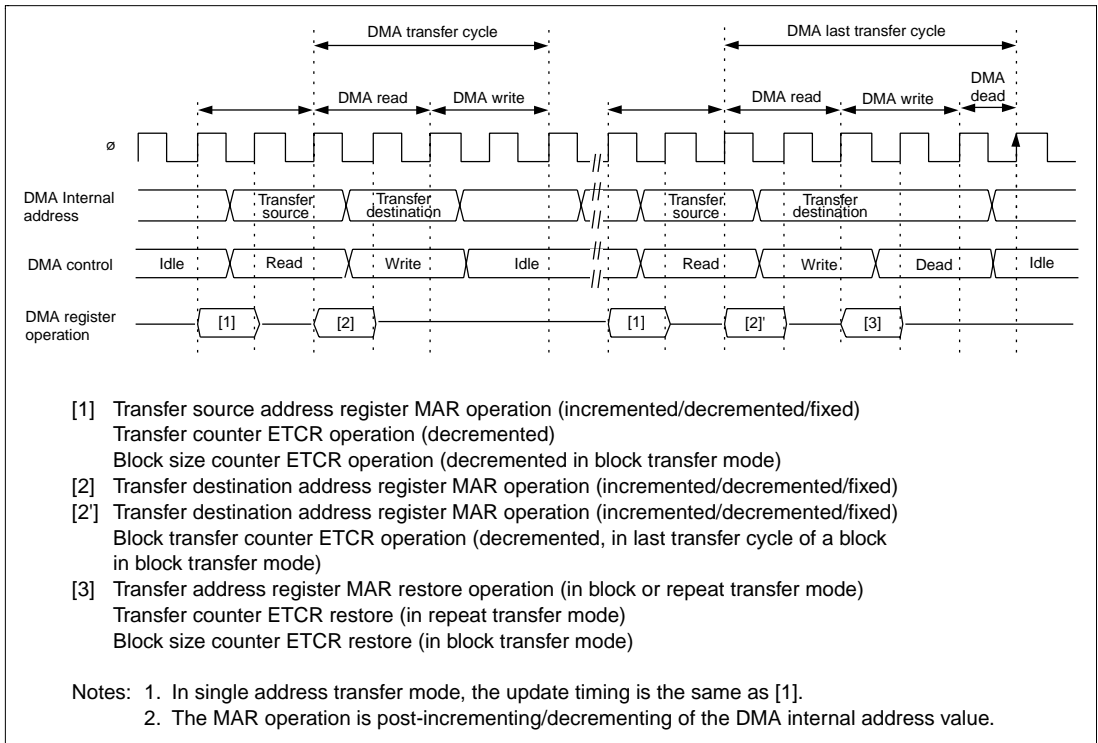 DMA transfer cycle DMA last transfer cycle
DMA read DMA write DMA read DMA write DMA dead
ø
DMA Internal address Transfer source Transfer destination Transfer source Transfer destination
DMA control Idle Read Write Idle Read Write Dead Idle
DMA register operation [1] [2] [1] [2]' [3]
[1] Transfer source address register MAR operation (incremented/decremented/fixed)
Transfer counter ETCR operation (decremented)
Block size counter ETCR operation (decremented in block transfer mode)
[2] Transfer destination address register MAR operation (incremented/decremented/fixed)
[2'] Transfer destination address register MAR operation (incremented/decremented/fixed)
Block transfer counter ETCR operation (decremented, in last transfer cycle of a block
in block transfer mode)
[3] Transfer address register MAR restore operation (in block or repeat transfer mode)
Transfer counter ETCR restore (in repeat transfer mode)
Block size counter ETCR restore (in block transfer mode)
Notes: 1. In single address transfer mode, the update timing is the same as [1].
2. The MAR operation is post-incrementing/decrementing of the DMA internal address value.